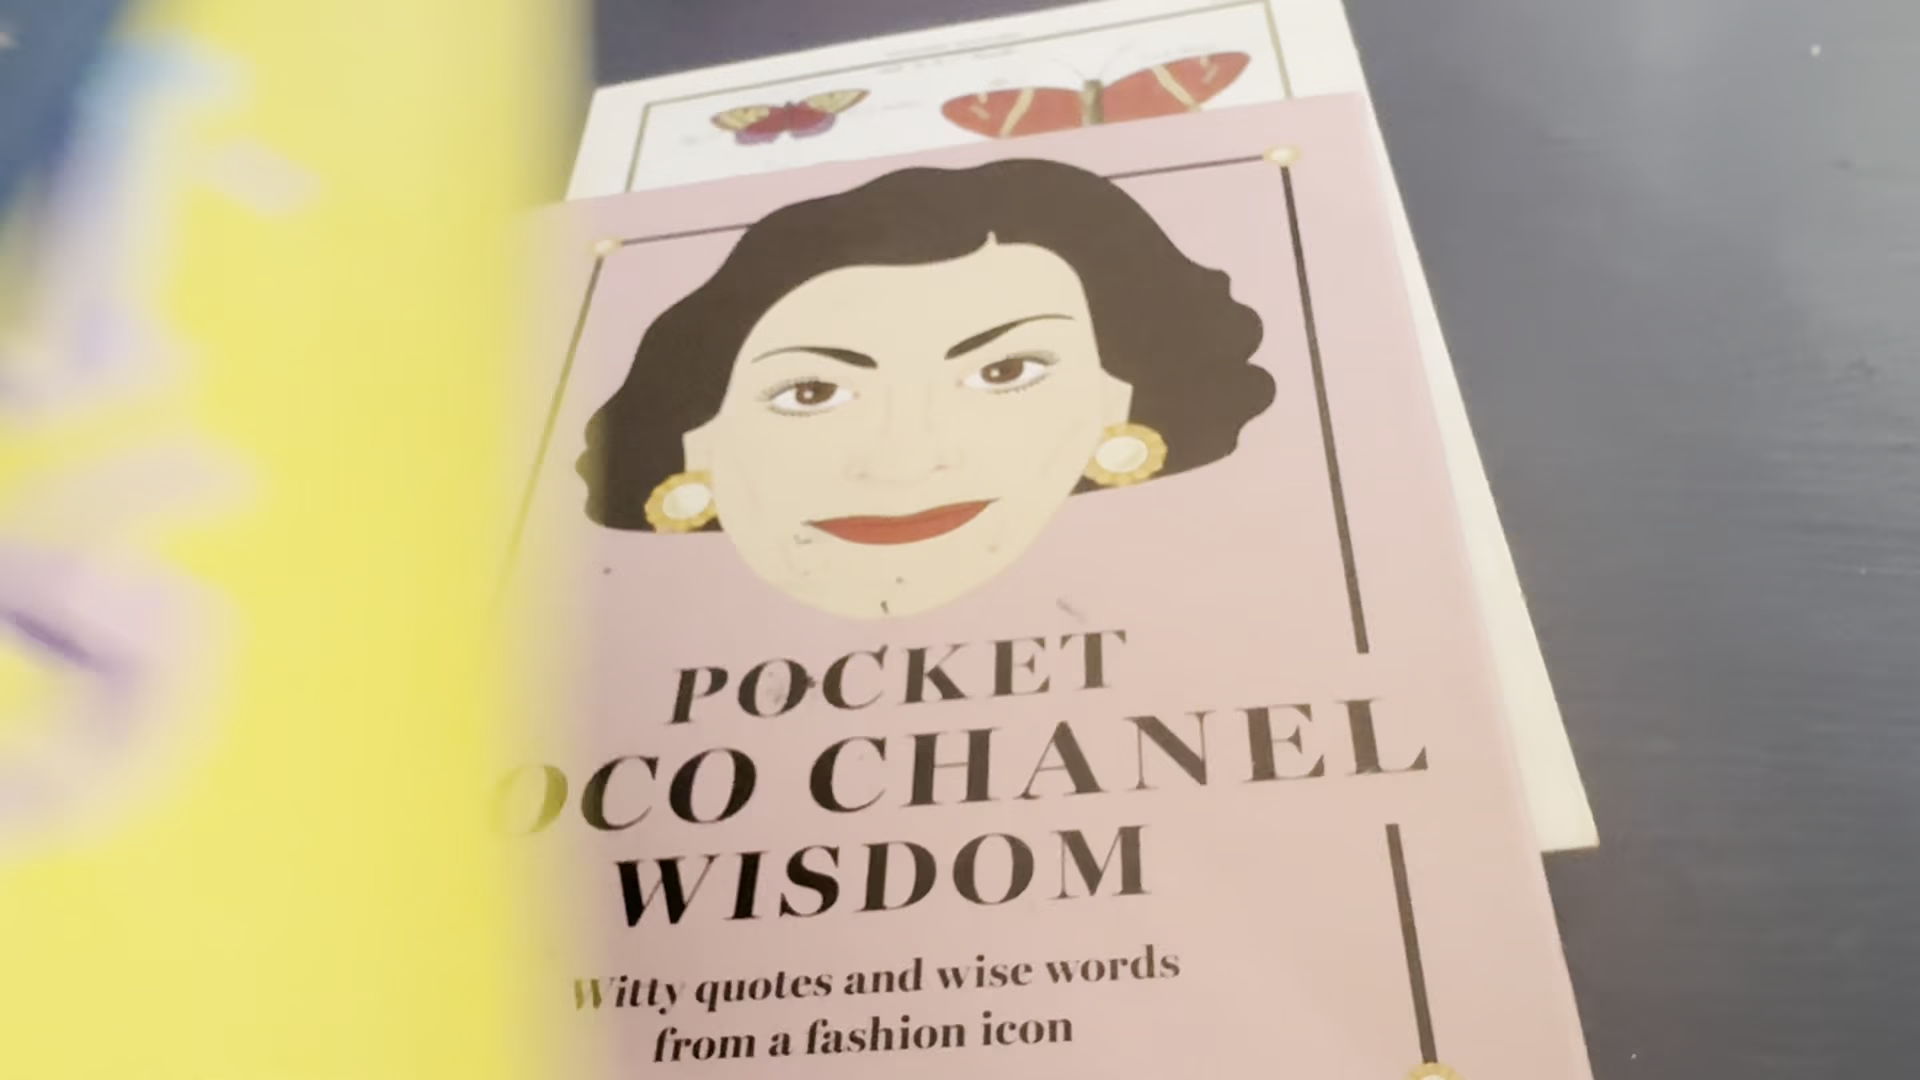 POCKET
OCO CHANEL
WISDOM
Witty quotes and wise words
from a fashion icon